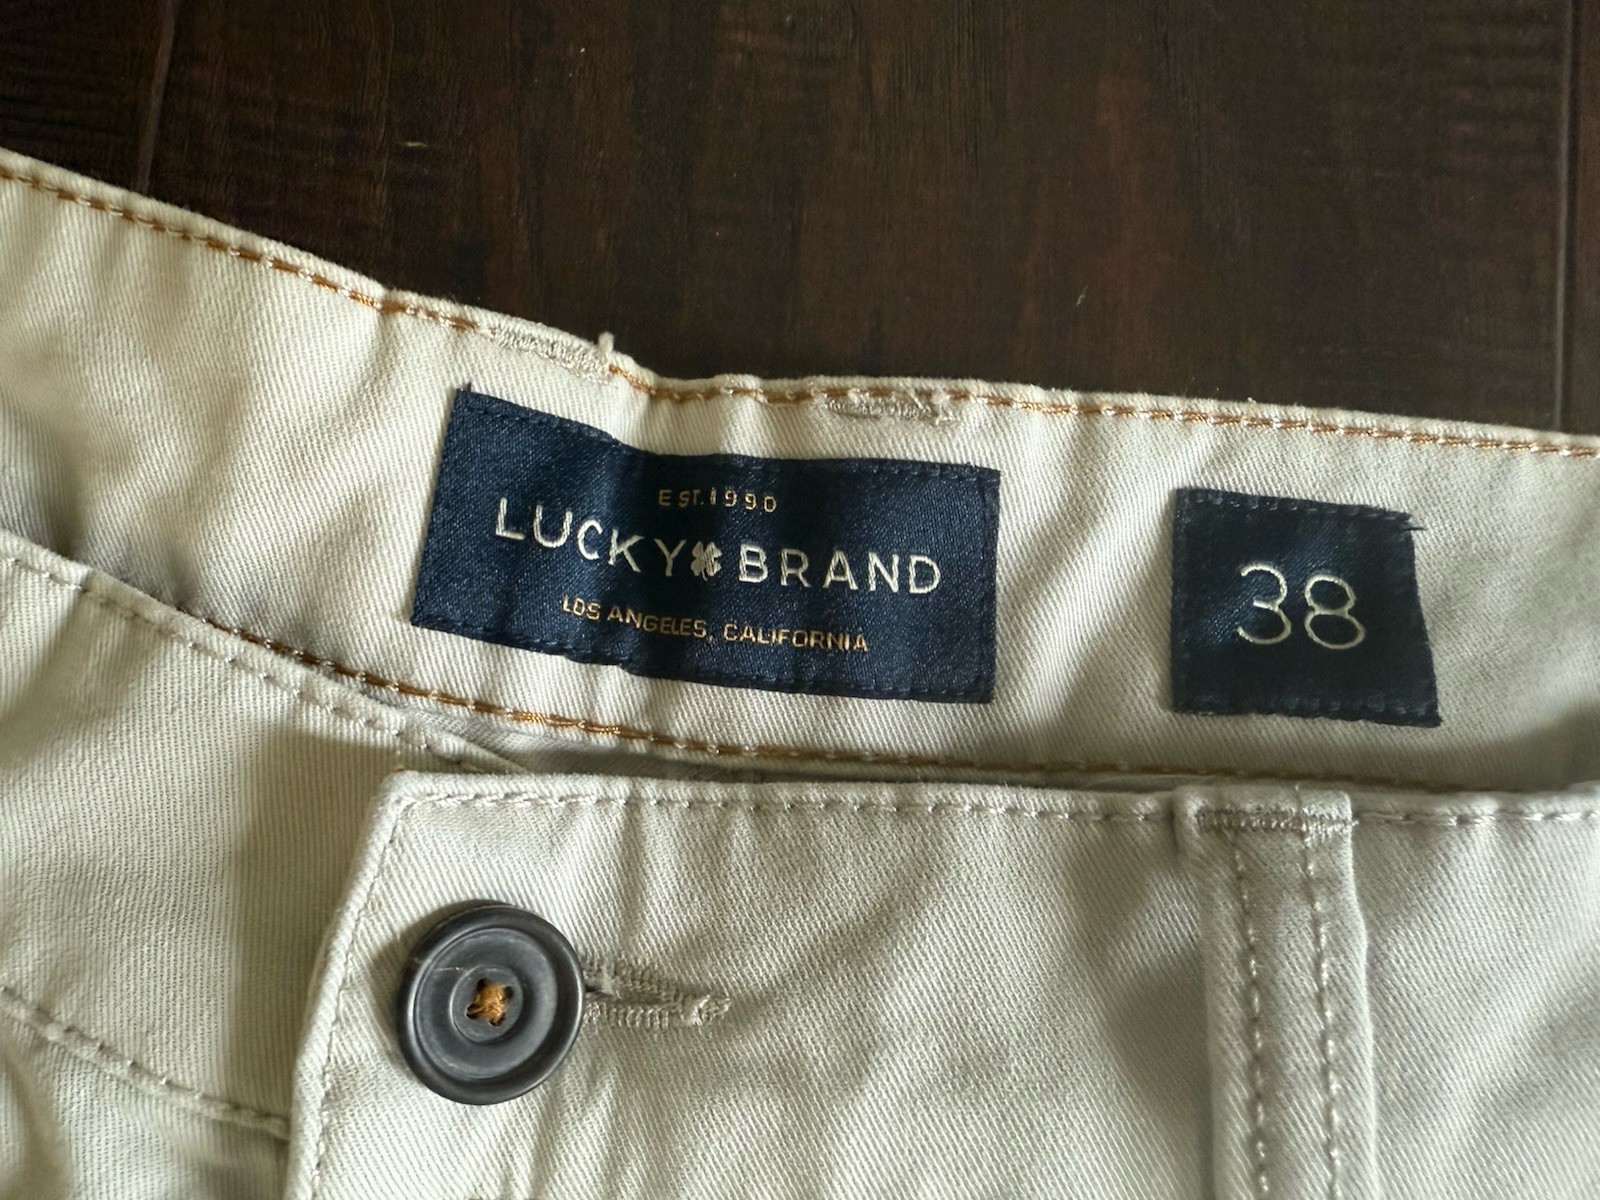 EST. 1990
LUCKY BRAND
LOS ANGELES, CALIFORNIA
38